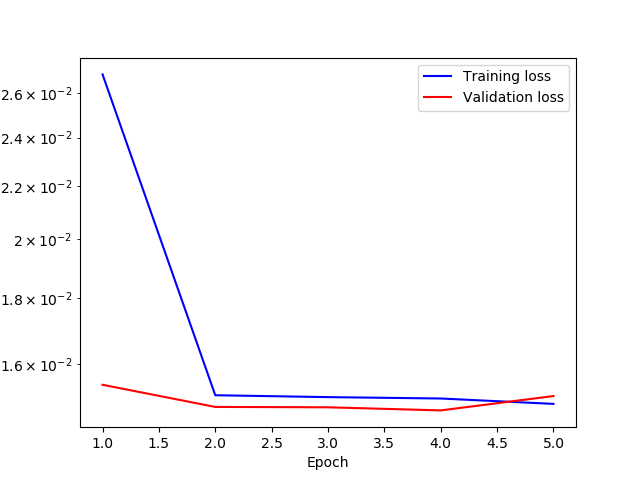 Training loss
Validation loss
2.6 × 10⁻²
2.4 × 10⁻²
2.2 × 10⁻²
2 × 10⁻²
1.8 × 10⁻²
1.6 × 10⁻²
1.0 1.5 2.0 2.5 3.0 3.5 4.0 4.5 5.0
Epoch